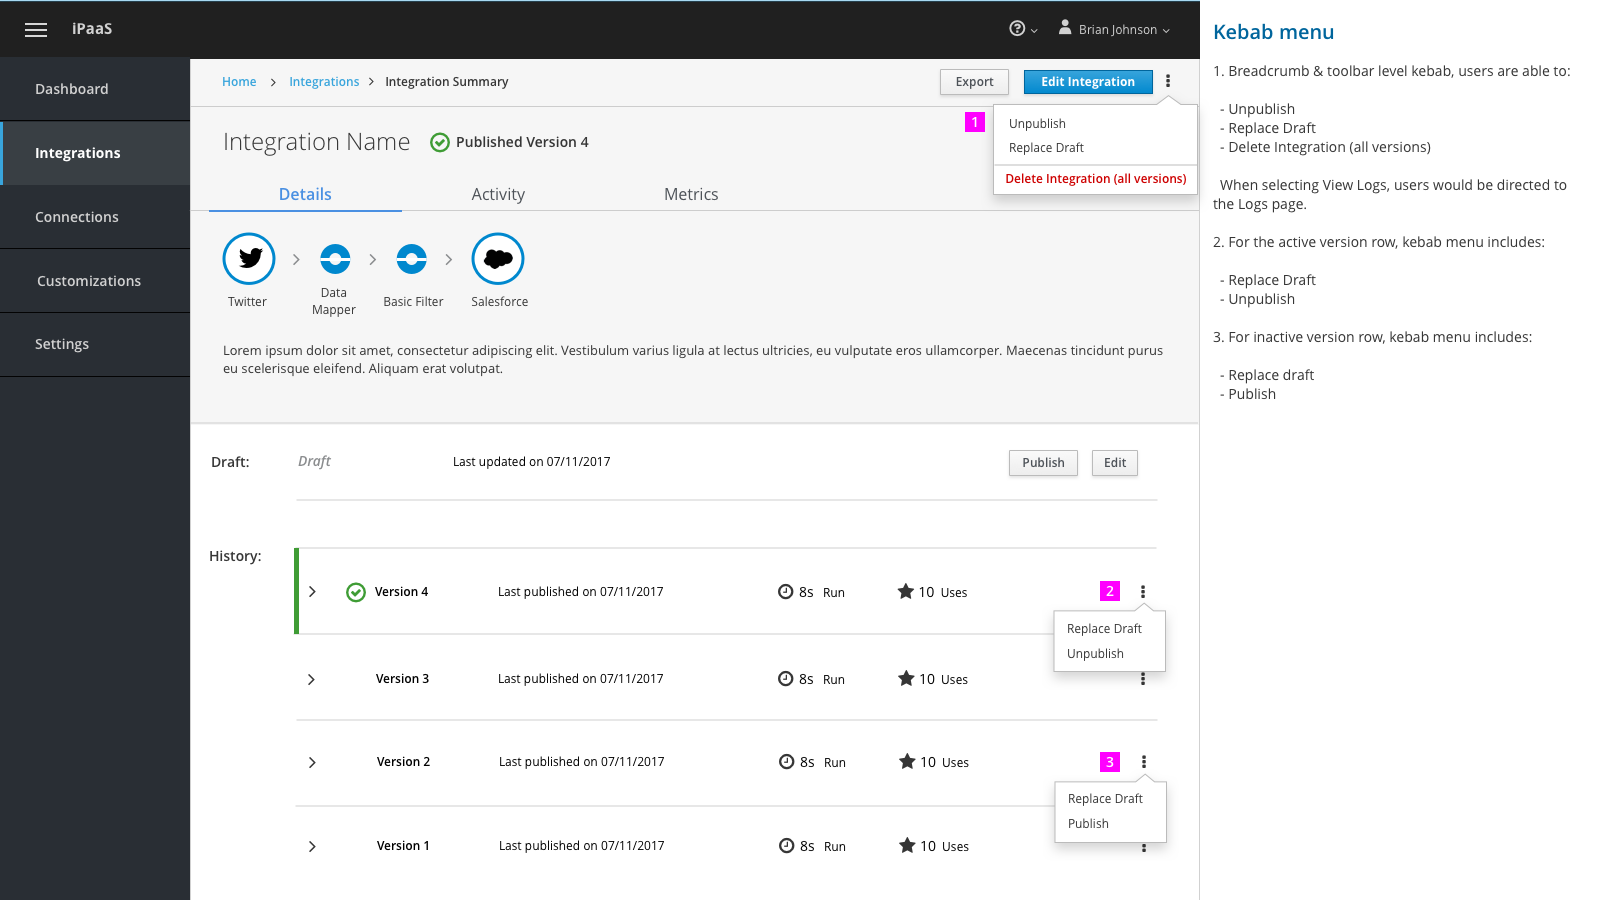 iPaaS
Brian Johnson
Dashboard
Integrations
Connections
Customizations
Settings
Home > Integrations > Integration Summary
Export
Edit Integration
1
Unpublish
Replace Draft
Delete Integration (all versions)
Integration Name
Published Version 4
Details
Activity
Metrics
Twitter
Data
Mapper
Basic Filter
Salesforce
Lorem ipsum dolor sit amet, consectetur adipiscing elit. Vestibulum varius ligula at lectus ultricies, eu vulputate eros ullamcorper. Maecenas tincidunt purus
eu scelerisque eleifend. Aliquam erat volutpat.
Draft: Draft Last updated on 07/11/2017 Publish Edit
History:
Version 4 Last published on 07/11/2017 8s Run 10 Uses 2
Replace Draft
Unpublish
Version 3 Last published on 07/11/2017 8s Run 10 Uses
Version 2 Last published on 07/11/2017 8s Run 10 Uses 3
Replace Draft
Publish
Version 1 Last published on 07/11/2017 8s Run 10 Uses
Kebab menu
1. Breadcrumb & toolbar level kebab, users are able to:
- Unpublish
- Replace Draft
- Delete Integration (all versions)
When selecting View Logs, users would be directed to
the Logs page.
2. For the active version row, kebab menu includes:
- Replace Draft
- Unpublish
3. For inactive version row, kebab menu includes:
- Replace draft
- Publish